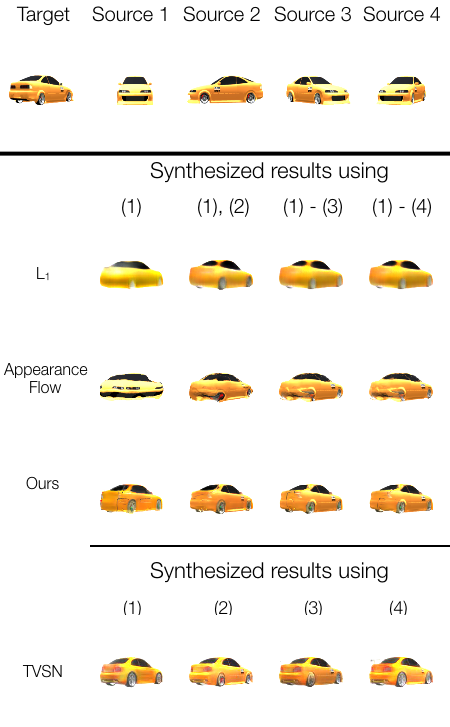 Target Source 1 Source 2 Source 3 Source 4
Synthesized results using
(1) (1), (2) (1) - (3) (1) - (4)
L₁
Appearance
Flow
Ours
Synthesized results using
(1) (2) (3) (4)
TVSN